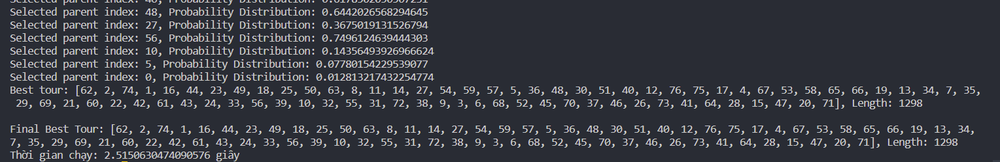 Selected parent index: 48, Probability Distribution: 0.6442026568294645
Selected parent index: 27, Probability Distribution: 0.3675019131526794
Selected parent index: 56, Probability Distribution: 0.7496124639444303
Selected parent index: 10, Probability Distribution: 0.14356493926966624
Selected parent index: 5, Probability Distribution: 0.07780154229539077
Selected parent index: 0, Probability Distribution: 0.012813217432254774
Best tour: [62, 2, 74, 1, 16, 44, 23, 49, 18, 25, 50, 63, 8, 11, 14, 27, 54, 59, 57, 5, 36, 48, 30, 51, 40, 12, 76, 75, 17, 4, 67, 53, 58, 65, 66, 19, 13, 34, 7, 35,
29, 69, 21, 60, 22, 42, 61, 43, 24, 33, 56, 39, 10, 32, 55, 31, 72, 38, 9, 3, 6, 68, 52, 45, 70, 37, 46, 26, 73, 41, 64, 28, 15, 47, 20, 71], Length: 1298
Final Best Tour: [62, 2, 74, 1, 16, 44, 23, 49, 18, 25, 50, 63, 8, 11, 14, 27, 54, 59, 57, 5, 36, 48, 30, 51, 40, 12, 76, 75, 17, 4, 67, 53, 58, 65, 66, 19, 13, 34,
7, 35, 29, 69, 21, 60, 22, 42, 61, 43, 24, 33, 56, 39, 10, 32, 55, 31, 72, 38, 9, 3, 6, 68, 52, 45, 70, 37, 46, 26, 73, 41, 64, 28, 15, 47, 20, 71], Length: 1298
Thời gian chạy: 2.5150630474090576 giây